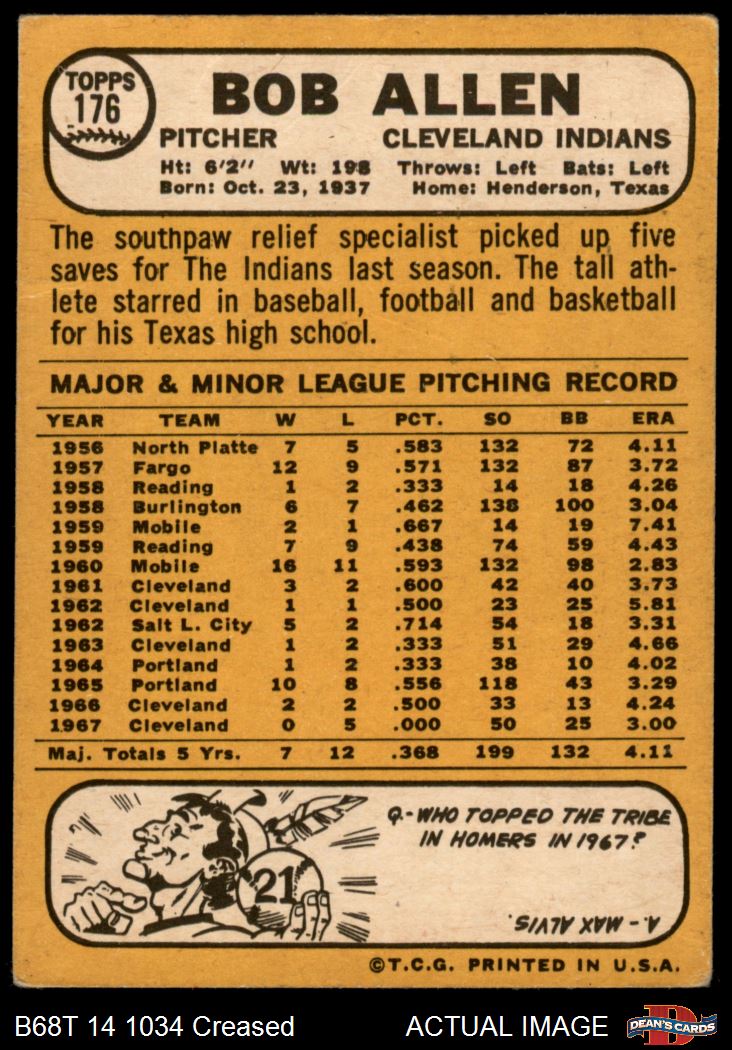 TOPPS
176
BOB ALLEN
PITCHER CLEVELAND INDIANS
Ht: 6'2" Wt: 198 Throws: Left Bats: Left
Born: Oct. 23, 1937 Home: Henderson, Texas
The southpaw relief specialist picked up five
saves for The Indians last season. The tall ath-
lete starred in baseball, football and basketball
for his Texas high school.
MAJOR & MINOR LEAGUE PITCHING RECORD
YEAR TEAM W L PCT. SO BB ERA
1956 North Platte 7 5 .583 132 72 4.11
1957 Fargo 12 9 .571 132 87 3.72
1958 Reading 1 2 .333 14 18 4.26
1958 Burlington 6 7 .462 138 100 3.04
1959 Mobile 2 1 .667 14 19 7.41
1959 Reading 7 9 .438 74 59 4.43
1960 Mobile 16 11 .593 132 98 2.83
1961 Cleveland 3 2 .600 42 40 3.73
1962 Cleveland 1 1 .500 23 25 5.81
1962 Salt L. City 5 2 .714 54 18 3.31
1963 Cleveland 1 2 .333 51 29 4.66
1964 Portland 1 2 .333 38 10 4.02
1965 Portland 10 8 .556 118 43 3.29
1966 Cleveland 2 2 .500 33 13 4.24
1967 Cleveland 0 5 .000 50 25 3.00
Maj. Totals 5 Yrs. 7 12 .368 199 132 4.11
Q.-WHO TOPPED THE TRIBE
IN HOMERS IN 1967?
21
A. - MAX ALVIS.
©T.C.G. PRINTED IN U.S.A.
B68T 14 1034 Creased ACTUAL IMAGE
D
DEAN'S CARDS